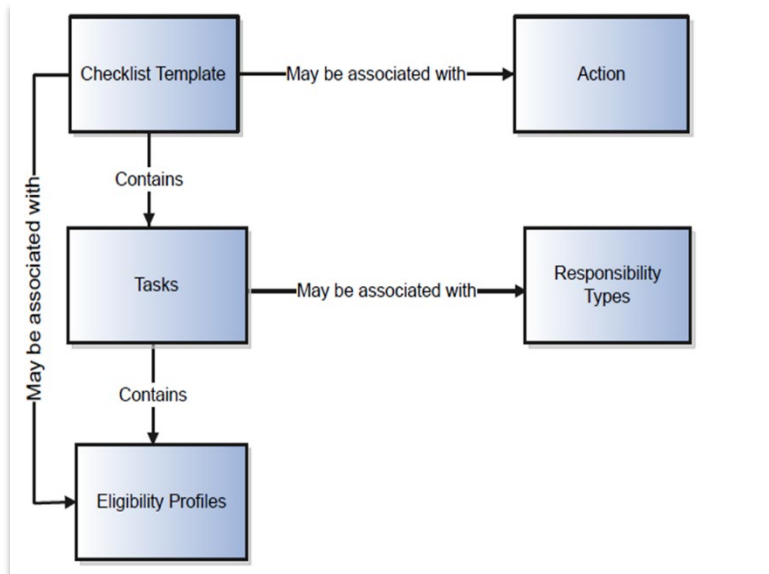 Checklist Template
May be associated with
Action
Contains
May be associated with
Tasks
May be associated with
Responsibility
Types
Contains
Eligibility Profiles